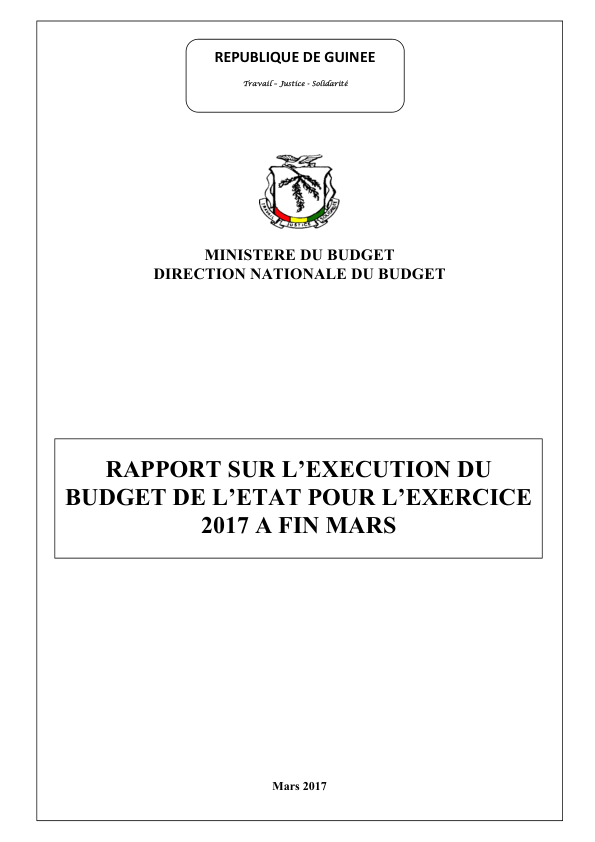 REPUBLIQUE DE GUINEE
Travail – Justice - Solidarité
TRAVAIL JUSTICE SOLIDARITE
MINISTERE DU BUDGET
DIRECTION NATIONALE DU BUDGET
RAPPORT SUR L’EXECUTION DU
BUDGET DE L’ETAT POUR L’EXERCICE
2017 A FIN MARS
Mars 2017